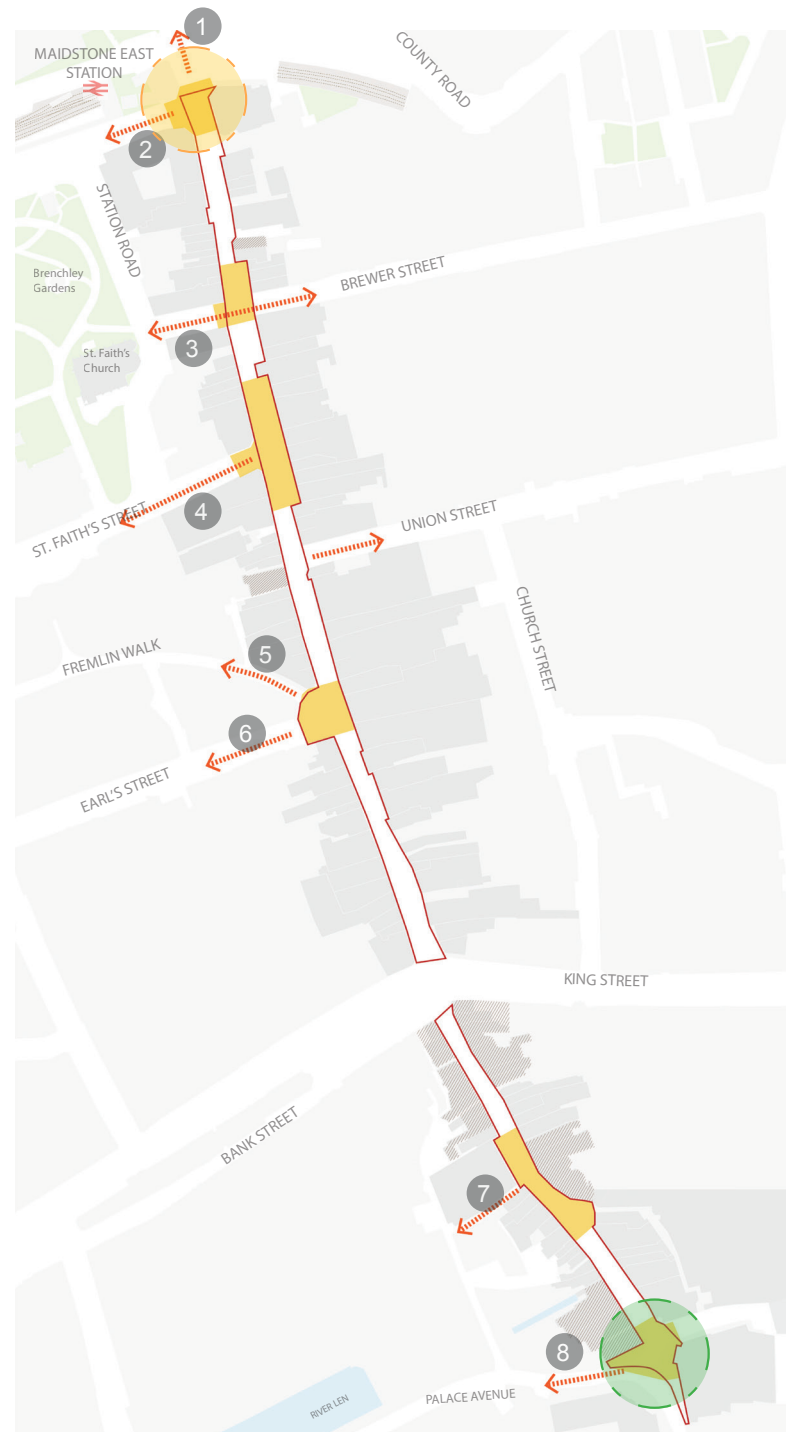 1
MAIDSTONE EAST
STATION
COUNTY ROAD
2
STATION ROAD
Brenchley
Gardens
BREWER STREET
3
St. Faith's
Church
4
ST. FAITH'S STREET
UNION STREET
CHURCH STREET
FREMLIN WALK
5
6
EARL'S STREET
KING STREET
BANK STREET
7
8
PALACE AVENUE
RIVER LEN